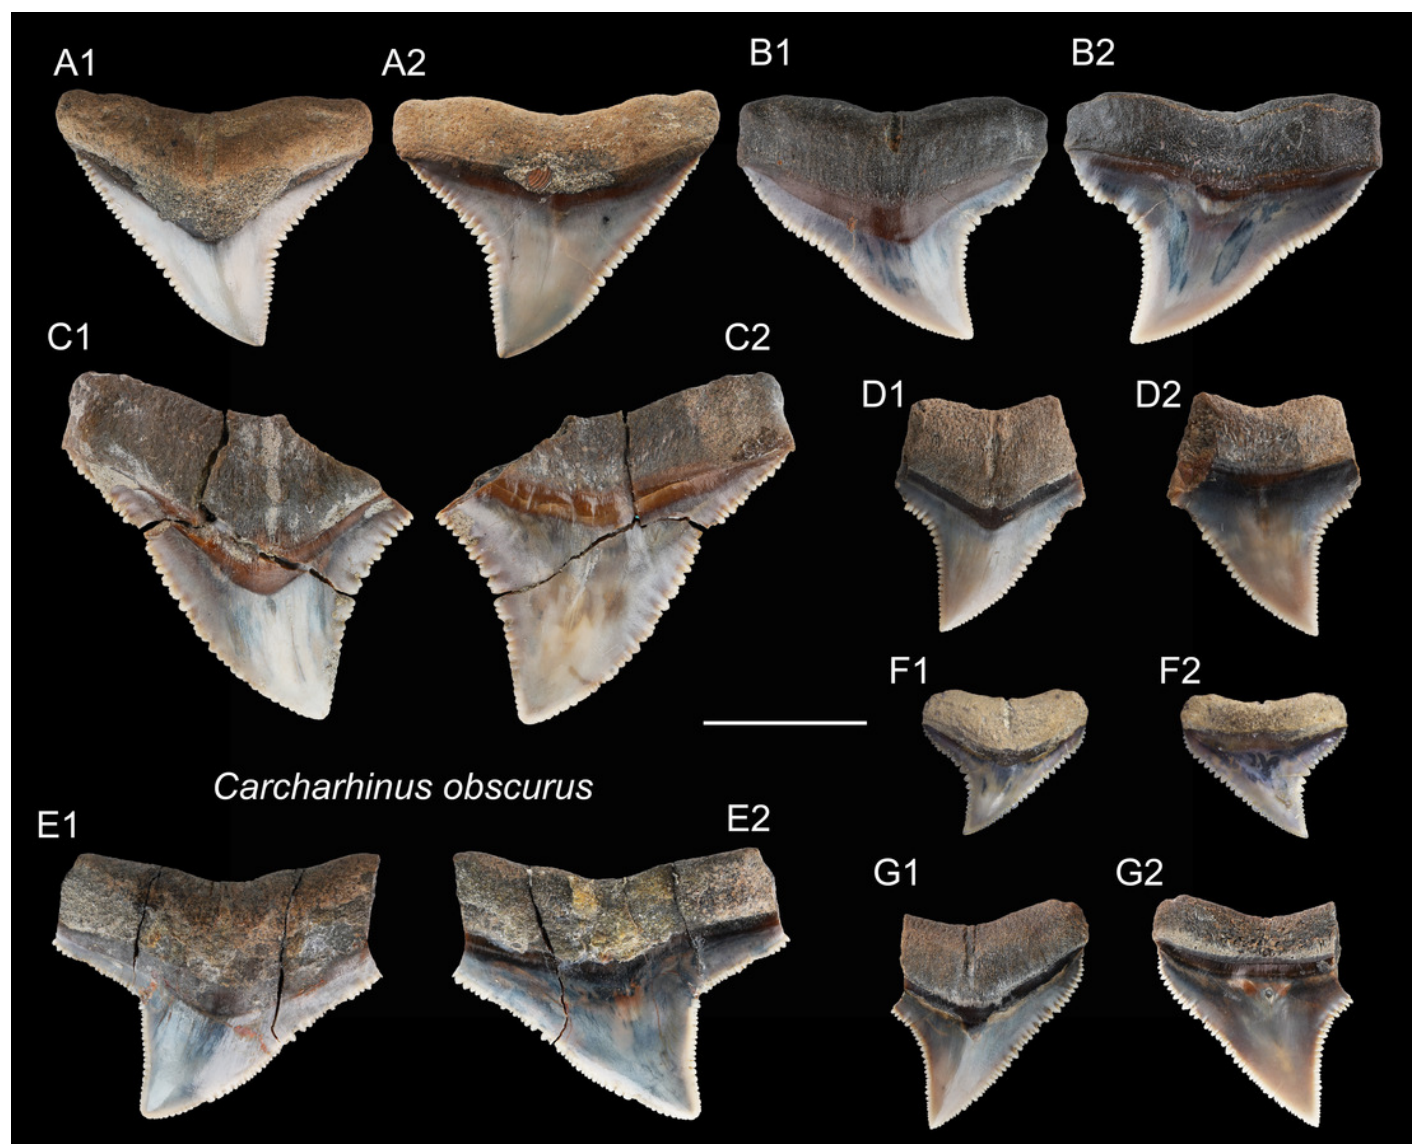 A1 A2 B1 B2
C1 C2 D1 D2
F1 F2
Carcharhinus obscurus
E1 E2 G1 G2